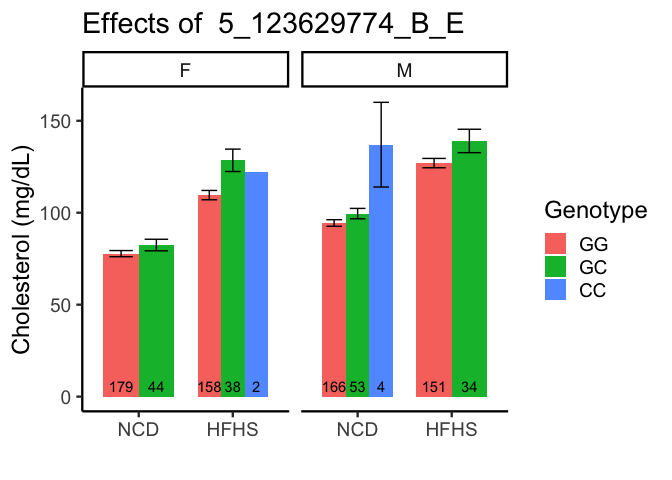 Effects of  5_123629774_B_E
F
M
Cholesterol (mg/dL)
150
100
50
0
179 44 158 38 2
166 53 4 151 34
NCD HFHS
NCD HFHS
Genotype
GG
GC
CC